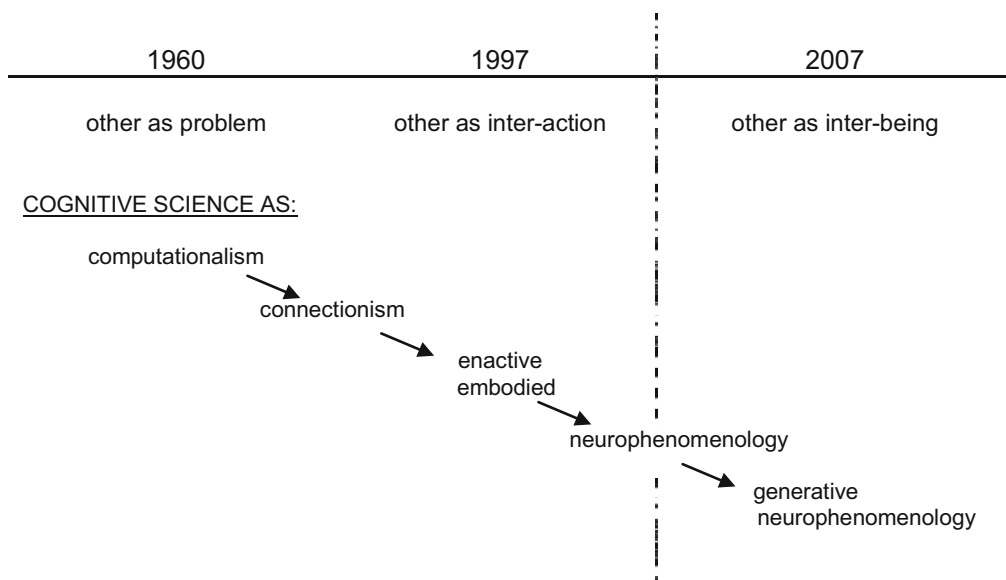 1960 1997 2007
other as problem other as inter-action other as inter-being
COGNITIVE SCIENCE AS:
computationalism
connectionism
enactive
embodied
neurophenomenology
generative
neurophenomenology